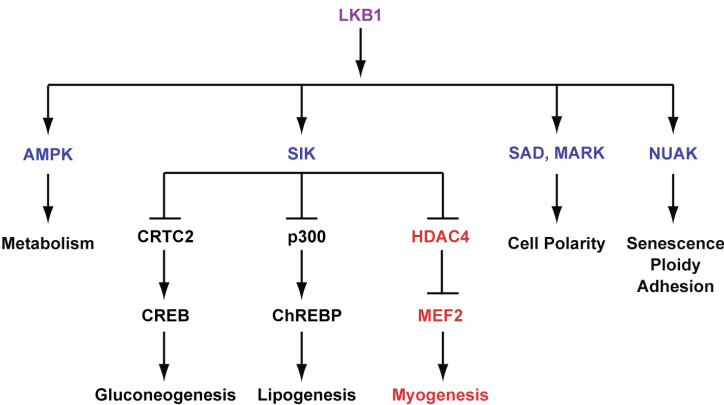 LKB1
AMPK
SIK
SAD, MARK
NUAK
Metabolism
CRTC2
p300
HDAC4
Cell Polarity
Senescence
Ploidy
Adhesion
CREB
ChREBP
MEF2
Gluconeogenesis
Lipogenesis
Myogenesis